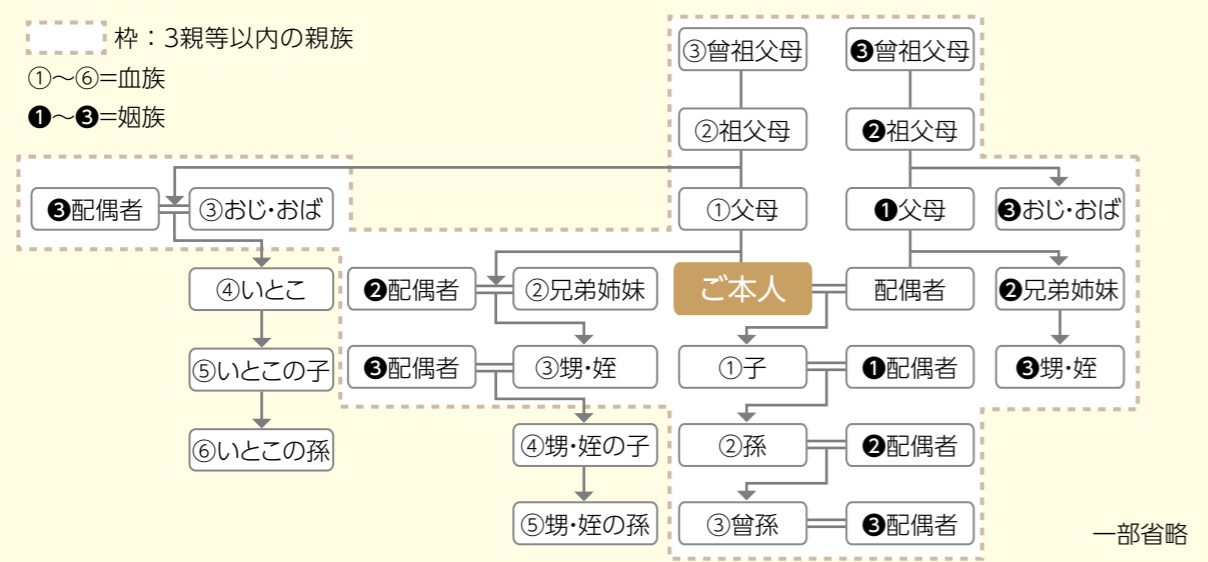 枠：3親等以内の親族
①～⑥=血族
❶～❸=姻族
③曾祖父母
❸曾祖父母
②祖父母
❷祖父母
❸配偶者
③おじ・おば
①父母
❶父母
❸おじ・おば
④いとこ
❷配偶者
②兄弟姉妹
ご本人
配偶者
❷兄弟姉妹
⑤いとこの子
❸配偶者
③甥・姪
①子
❶配偶者
❸甥・姪
⑥いとこの孫
④甥・姪の子
②孫
❷配偶者
⑤甥・姪の孫
③曾孫
❸配偶者
一部省略